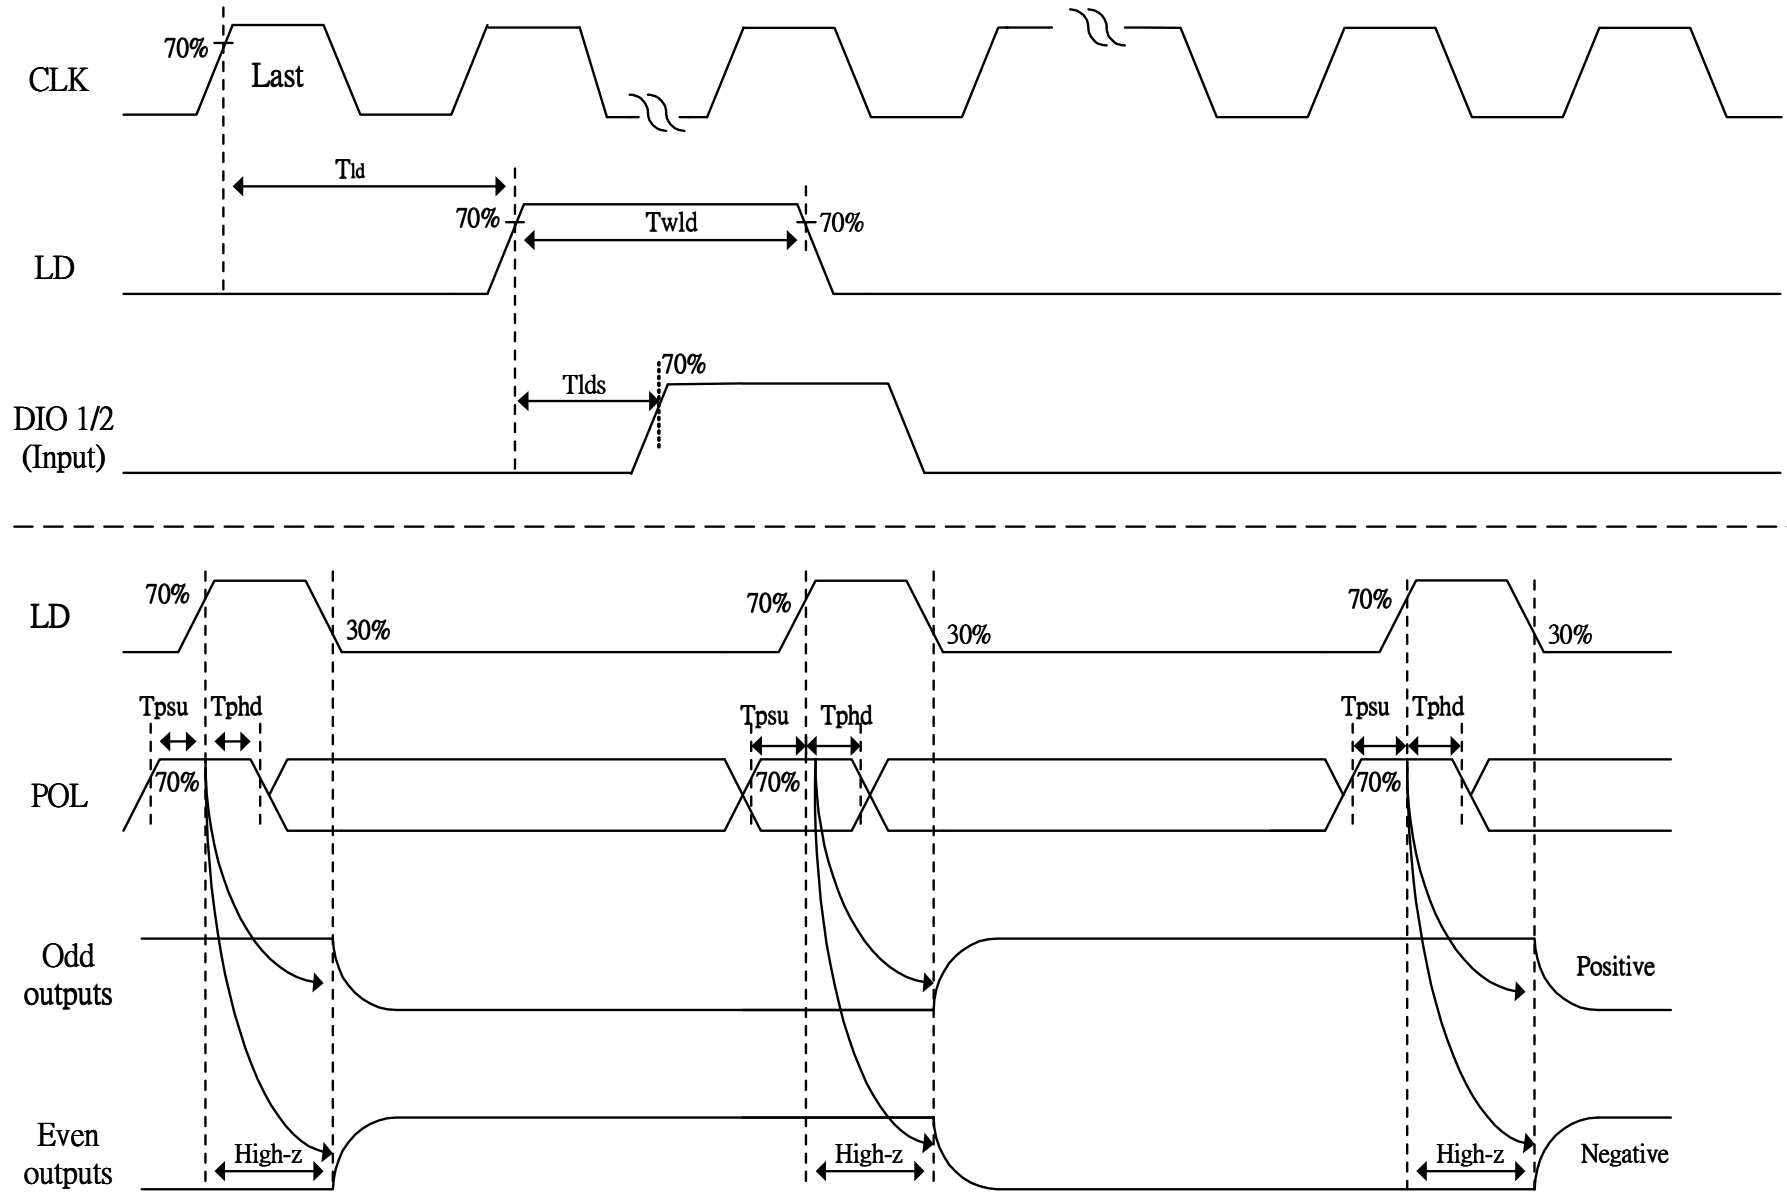 70%
Last
CLK
Tld
70%
Twld
70%
LD
70%
Tlds
DIO 1/2
(Input)
70%
30%
70%
30%
70%
30%
LD
Tpsu
Tphd
Tpsu
Tphd
Tpsu
Tphd
70%
70%
70%
POL
Odd
outputs
Positive
Even
outputs
High-z
High-z
High-z
Negative